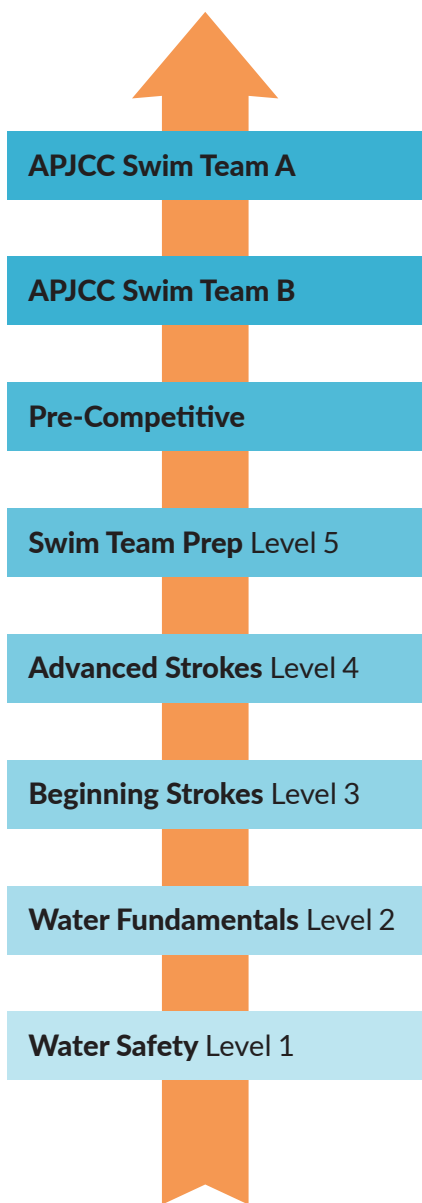 APJCC Swim Team A
APJCC Swim Team B
Pre-Competitive
Swim Team Prep Level 5
Advanced Strokes Level 4
Beginning Strokes Level 3
Water Fundamentals Level 2
Water Safety Level 1